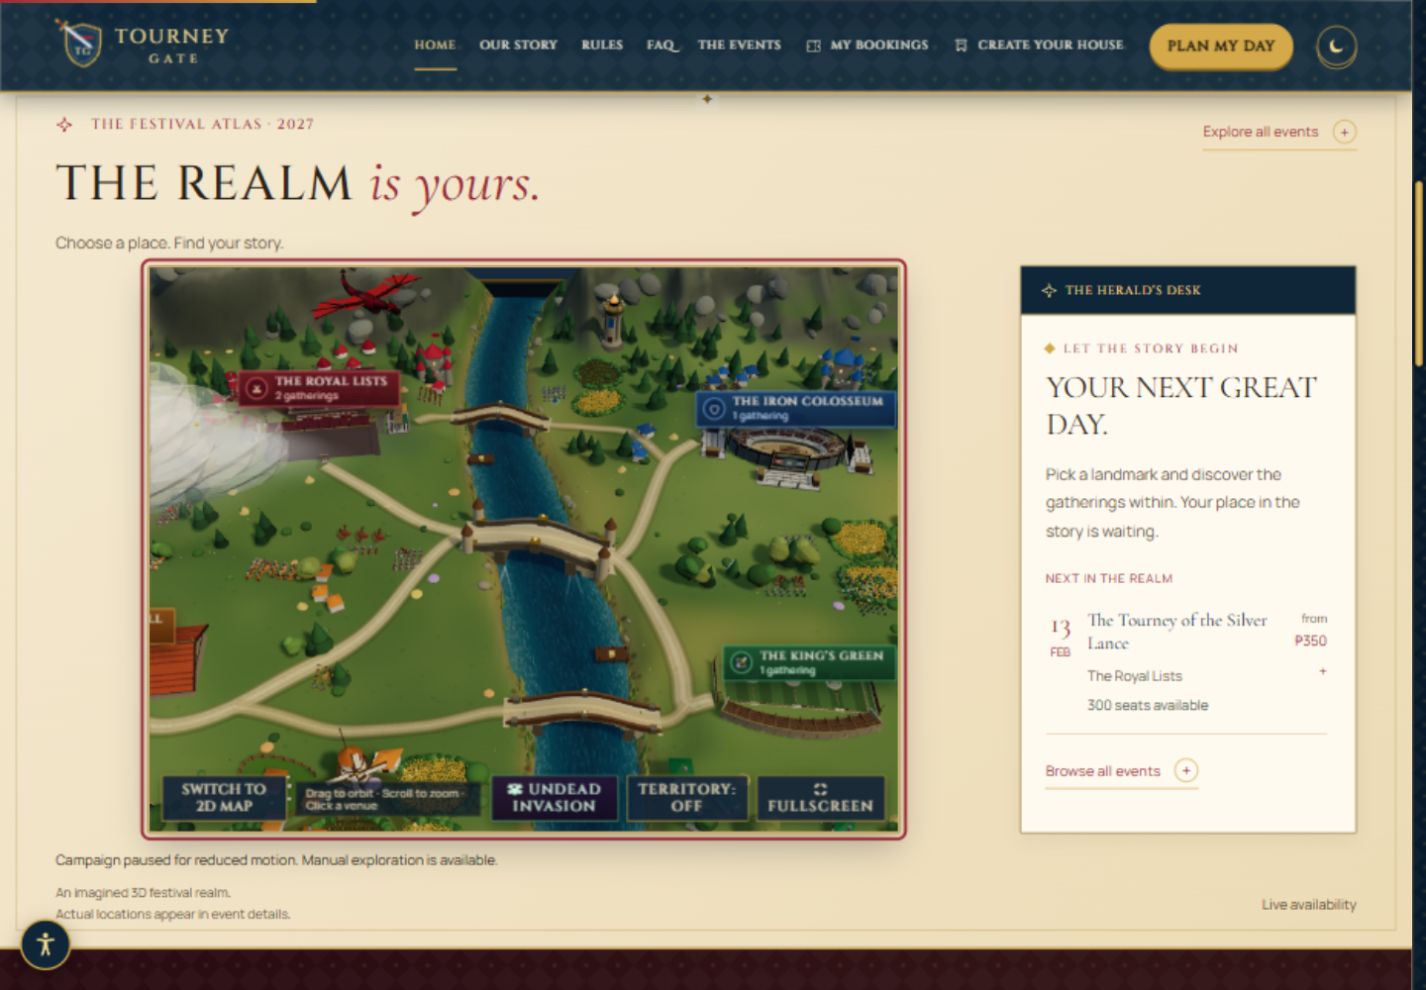 TG
TOURNEY
GATE
HOME
OUR STORY
RULES
FAQ
THE EVENTS
MY BOOKINGS
CREATE YOUR HOUSE
PLAN MY DAY
THE FESTIVAL ATLAS · 2027
Explore all events +
THE REALM is yours.
Choose a place. Find your story.
THE ROYAL LISTS
2 gatherings
THE IRON COLOSSEUM
1 gathering
LL
THE KING'S GREEN
1 gathering
SWITCH TO
2D MAP
Drag to orbit · Scroll to zoom ·
Click a venue
UNDEAD
INVASION
TERRITORY:
OFF
FULLSCREEN
THE HERALD'S DESK
LET THE STORY BEGIN
YOUR NEXT GREAT
DAY.
Pick a landmark and discover the
gatherings within. Your place in the
story is waiting.
NEXT IN THE REALM
13
FEB
The Tourney of the Silver
Lance
from
₱350
The Royal Lists
+
300 seats available
Browse all events +
Campaign paused for reduced motion. Manual exploration is available.
An imagined 3D festival realm.
Actual locations appear in event details.
Live availability